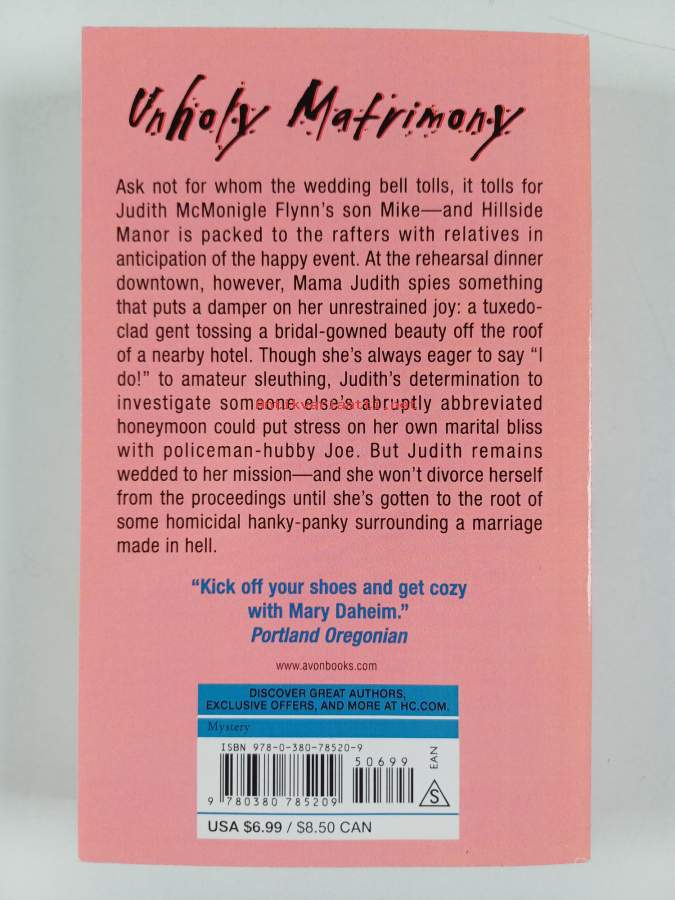 Unholy Matrimony
Ask not for whom the wedding bell tolls, it tolls for
Judith McMonigle Flynn's son Mike—and Hillside
Manor is packed to the rafters with relatives in
anticipation of the happy event. At the rehearsal dinner
downtown, however, Mama Judith spies something
that puts a damper on her unrestrained joy: a tuxedo-
clad gent tossing a bridal-gowned beauty off the roof
of a nearby hotel. Though she's always eager to say "I
do!" to amateur sleuthing, Judith's determination to
investigate someone else's abruptly abbreviated
honeymoon could put stress on her own marital bliss
with policeman-hubby Joe. But Judith remains
wedded to her mission—and she won't divorce herself
from the proceedings until she's gotten to the root of
some homicidal hanky-panky surrounding a marriage
made in hell.
"Kick off your shoes and get cozy
with Mary Daheim."
Portland Oregonian
www.avonbooks.com
DISCOVER GREAT AUTHORS,
EXCLUSIVE OFFERS, AND MORE AT HC.COM.
Mystery
ISBN 978-0-380-78520-9
50699
EAN
9 780380 785209
S
USA $6.99 / $8.50 CAN